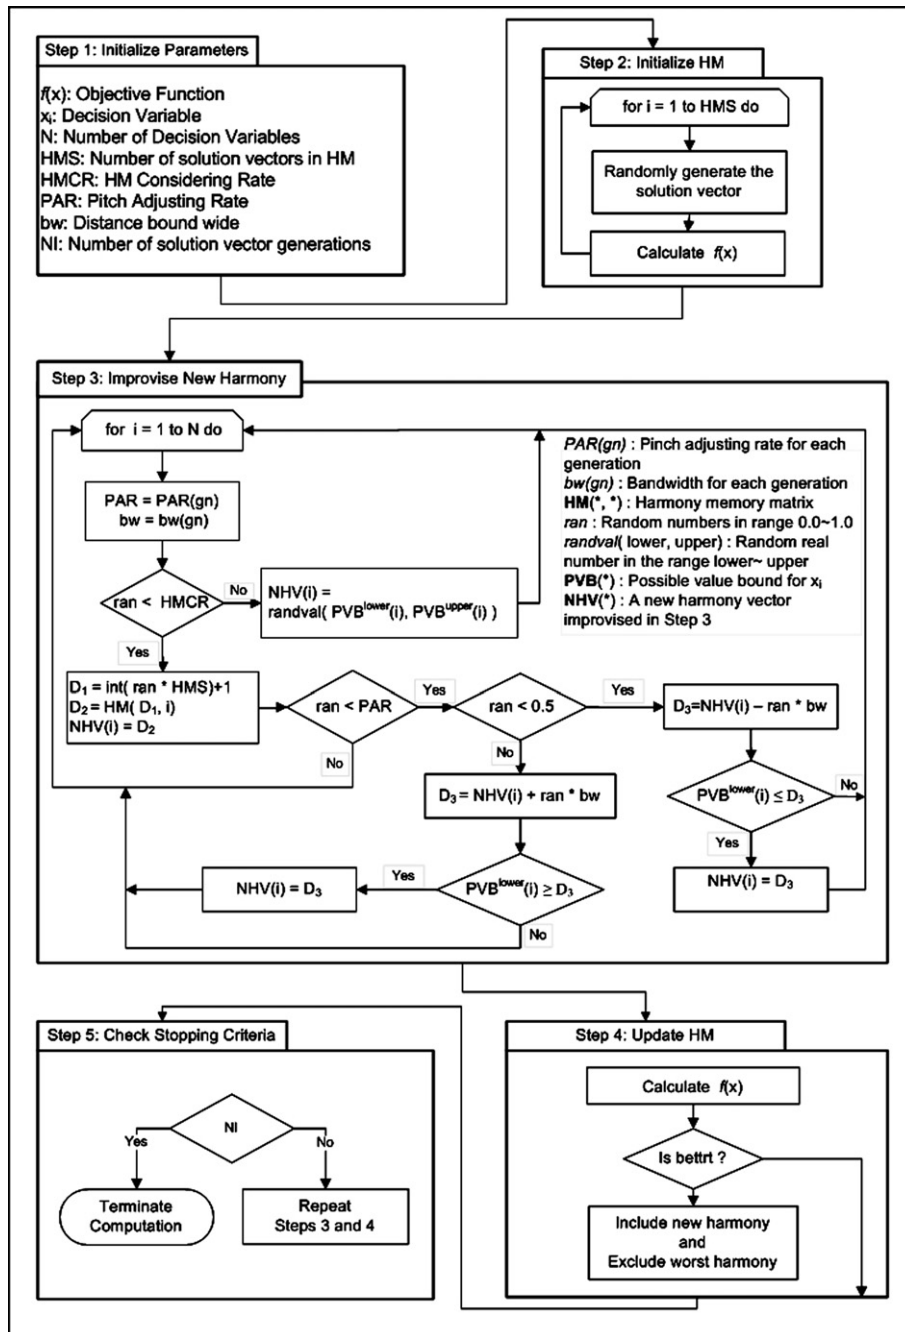 Step 1: Initialize Parameters
f(x): Objective Function
xi: Decision Variable
N: Number of Decision Variables
HMS: Number of solution vectors in HM
HMCR: HM Considering Rate
PAR: Pitch Adjusting Rate
bw: Distance bound wide
NI: Number of solution vector generations
Step 2: Initialize HM
for i = 1 to HMS do
Randomly generate the
solution vector
Calculate f(x)
Step 3: Improvise New Harmony
for i = 1 to N do
PAR = PAR(gn)
bw = bw(gn)
ran < HMCR
No
NHV(i) =
randval( PVB^lower(i), PVB^upper(i) )
PAR(gn) : Pinch adjusting rate for each
generation
bw(gn) : Bandwidth for each generation
HM(*, *) : Harmony memory matrix
ran : Random numbers in range 0.0~1.0
randval( lower, upper) : Random real
number in the range lower~ upper
PVB(*) : Possible value bound for xi
NHV(*) : A new harmony vector
improvised in Step 3
Yes
D1 = int( ran * HMS)+1
D2 = HM( D1, i)
NHV(i) = D2
ran < PAR
Yes
ran < 0.5
Yes
D3=NHV(i) – ran * bw
No
No
D3 = NHV(i) + ran * bw
PVB^lower(i) ≤ D3
No
Yes
NHV(i) = D3
Yes
PVB^lower(i) ≥ D3
NHV(i) = D3
No
Step 5: Check Stopping Criteria
NI
Yes
No
Terminate
Computation
Repeat
Steps 3 and 4
Step 4: Update HM
Calculate f(x)
Is bettrt ?
Include new harmony
and
Exclude worst harmony